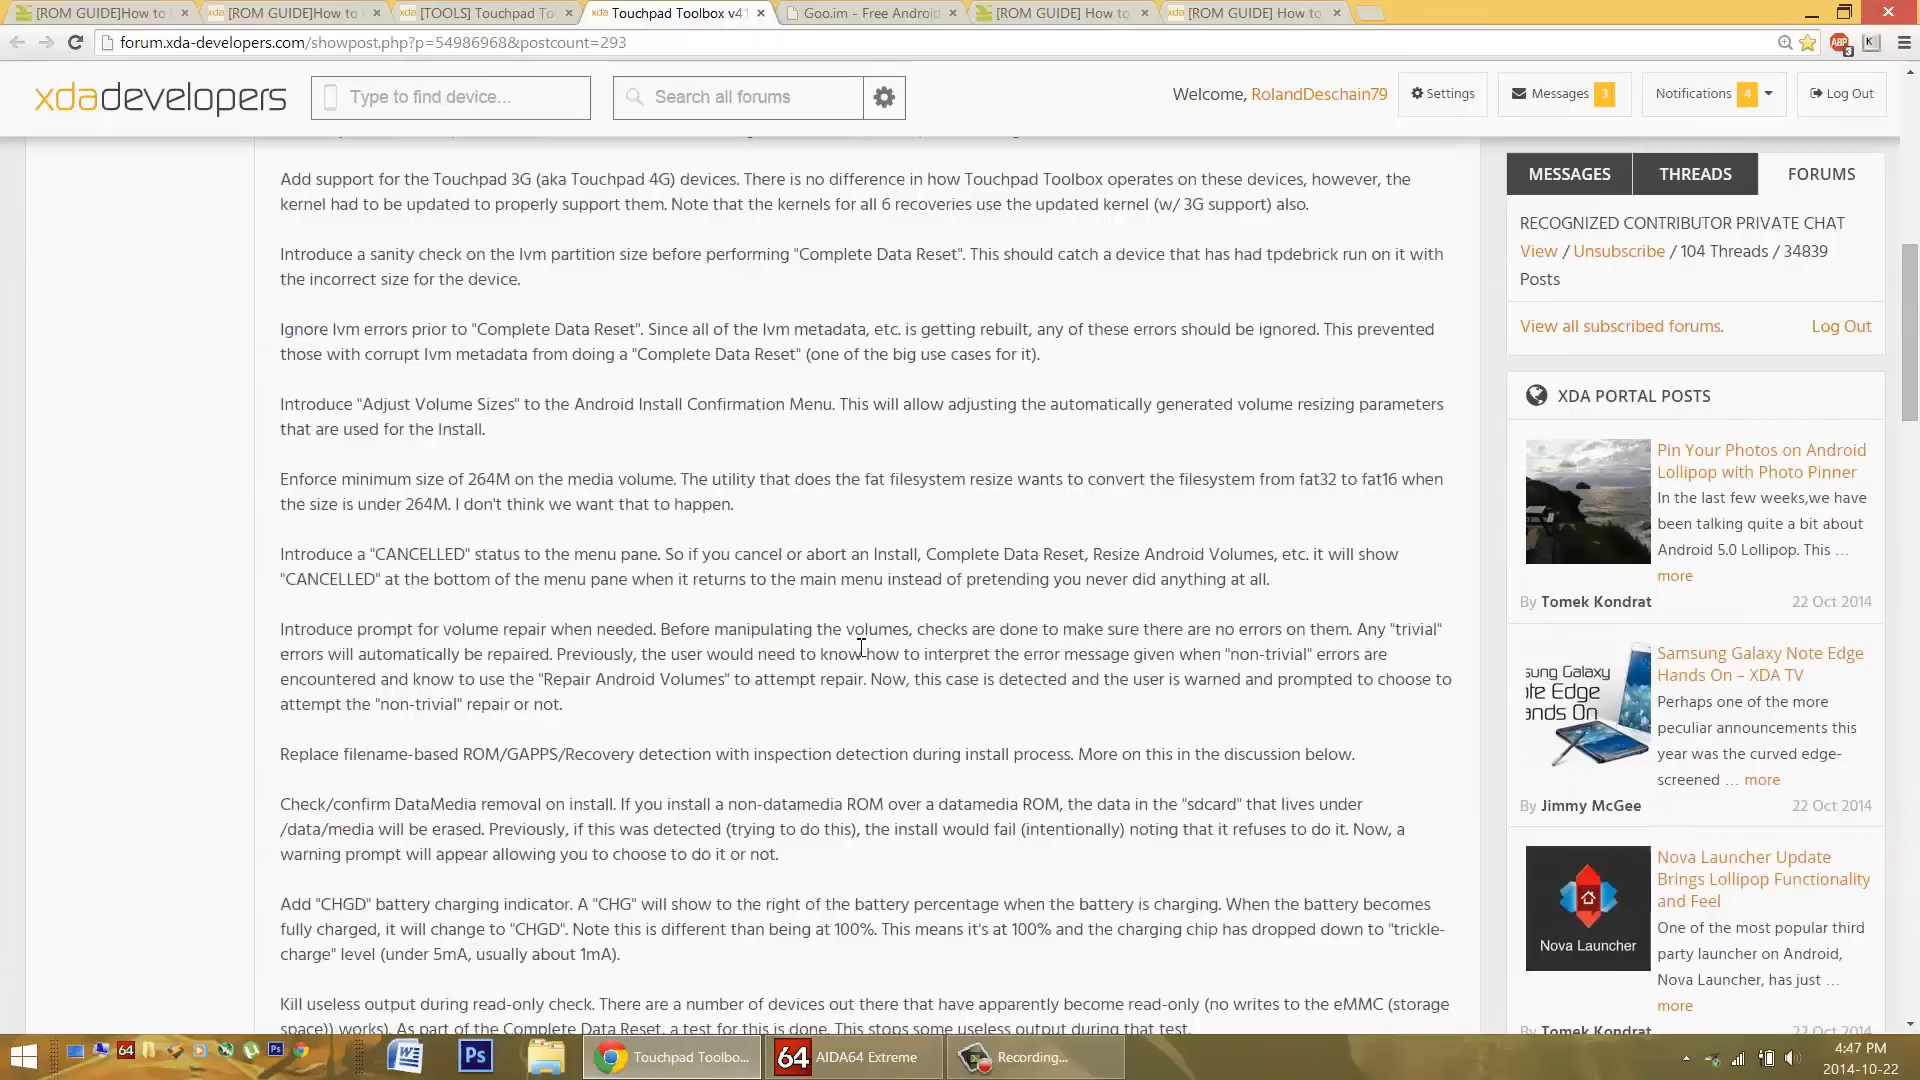 [ROM GUIDE]How to
[ROM GUIDE]How to
[TOOLS] Touchpad To
xda Touchpad Toolbox v41
Goo.im - Free Android
[ROM GUIDE] How to
[ROM GUIDE] How to
forum.xda-developers.com/showpost.php?p=54986968&postcount=293
ABP
3
K
xdadevelopers
Type to find device...
Search all forums
Welcome, RolandDeschain79
Settings
Messages 3
Notifications 4
Log Out
Add support for the Touchpad 3G (aka Touchpad 4G) devices. There is no difference in how Touchpad Toolbox operates on these devices, however, the
kernel had to be updated to properly support them. Note that the kernels for all 6 recoveries use the updated kernel (w/ 3G support) also.
Introduce a sanity check on the lvm partition size before performing "Complete Data Reset". This should catch a device that has had tpdebrick run on it with
the incorrect size for the device.
Ignore lvm errors prior to "Complete Data Reset". Since all of the lvm metadata, etc. is getting rebuilt, any of these errors should be ignored. This prevented
those with corrupt lvm metadata from doing a "Complete Data Reset" (one of the big use cases for it).
Introduce "Adjust Volume Sizes" to the Android Install Confirmation Menu. This will allow adjusting the automatically generated volume resizing parameters
that are used for the Install.
Enforce minimum size of 264M on the media volume. The utility that does the fat filesystem resize wants to convert the filesystem from fat32 to fat16 when
the size is under 264M. I don't think we want that to happen.
Introduce a "CANCELLED" status to the menu pane. So if you cancel or abort an Install, Complete Data Reset, Resize Android Volumes, etc. it will show
"CANCELLED" at the bottom of the menu pane when it returns to the main menu instead of pretending you never did anything at all.
Introduce prompt for volume repair when needed. Before manipulating the volumes, checks are done to make sure there are no errors on them. Any "trivial"
errors will automatically be repaired. Previously, the user would need to know how to interpret the error message given when "non-trivial" errors are
encountered and know to use the "Repair Android Volumes" to attempt repair. Now, this case is detected and the user is warned and prompted to choose to
attempt the "non-trivial" repair or not.
Replace filename-based ROM/GAPPS/Recovery detection with inspection detection during install process. More on this in the discussion below.
Check/confirm DataMedia removal on install. If you install a non-datamedia ROM over a datamedia ROM, the data in the "sdcard" that lives under
/data/media will be erased. Previously, if this was detected (trying to do this), the install would fail (intentionally) noting that it refuses to do it. Now, a
warning prompt will appear allowing you to choose to do it or not.
Add "CHGD" battery charging indicator. A "CHG" will show to the right of the battery percentage when the battery is charging. When the battery becomes
fully charged, it will change to "CHGD". Note this is different than being at 100%. This means it's at 100% and the charging chip has dropped down to "trickle-
charge" level (under 5mA, usually about 1mA).
Kill useless output during read-only check. There are a number of devices out there that have apparently become read-only (no writes to the eMMC (storage
space)) works). As part of the Complete Data Reset, a test for this is done. This stops some useless output during that test.
MESSAGES
THREADS
FORUMS
RECOGNIZED CONTRIBUTOR PRIVATE CHAT
View / Unsubscribe / 104 Threads / 34839
Posts
View all subscribed forums.
Log Out
XDA PORTAL POSTS
Pin Your Photos on Android
Lollipop with Photo Pinner
In the last few weeks,we have
been talking quite a bit about
Android 5.0 Lollipop. This ...
more
By Tomek Kondrat
22 Oct 2014
Samsung Galaxy Note Edge
Hands On – XDA TV
Perhaps one of the more
peculiar announcements this
year was the curved edge-
screened ... more
By Jimmy McGee
22 Oct 2014
Nova Launcher Update
Brings Lollipop Functionality
and Feel
One of the most popular third
party launcher on Android,
Nova Launcher, has just ...
more
Nova Launcher
By Tomek Kondrat
22 Oct 2014
64
Ps
Touchpad Toolbo...
64 AIDA64 Extreme
Recording...
4:47 PM
2014-10-22